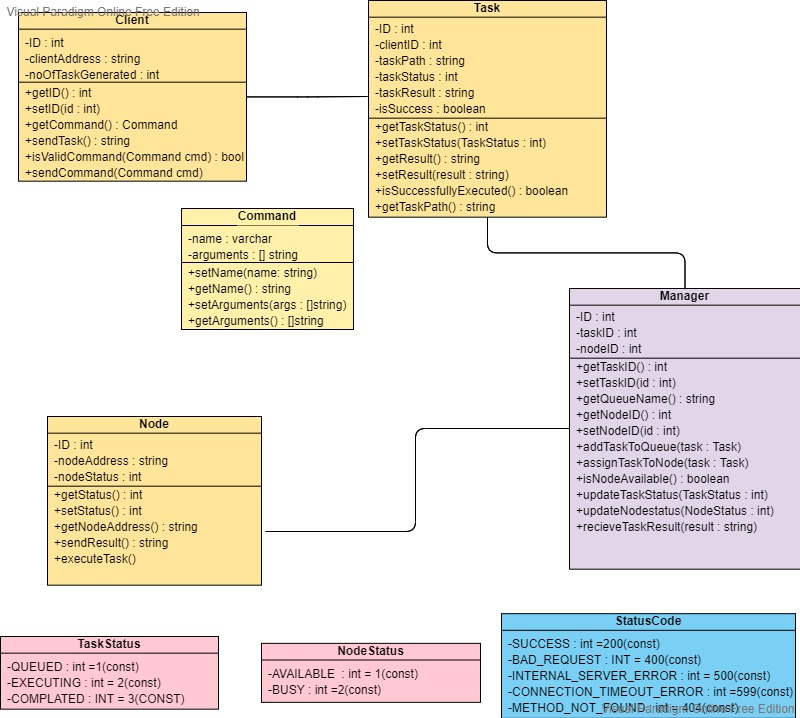 Visual Paradigm Online Free Edition
Client
-ID : int
-clientAddress : string
-noOfTaskGenerated : int
+getID() : int
+setID(id : int)
+getCommand() : Command
+sendTask() : string
+isValidCommand(Command cmd) : bool
+sendCommand(Command cmd)
Task
-ID : int
-clientID : int
-taskPath : string
-taskStatus : int
-taskResult : string
-isSuccess : boolean
+getTaskStatus() : int
+setTaskStatus(TaskStatus : int)
+getResult() : string
+setResult(result : string)
+isSuccessfullyExecuted() : boolean
+getTaskPath() : string
Command
-name : varchar
-arguments : [] string
+setName(name: string)
+getName() : string
+setArguments(args : []string)
+getArguments() : []string
Manager
-ID : int
-taskID : int
-nodeID : int
+getTaskID() : int
+setTaskID(id : int)
+getQueueName() : string
+getNodeID() : int
+setNodeID(id : int)
+addTaskToQueue(task : Task)
+assignTaskToNode(task : Task)
+isNodeAvailable() : boolean
+updateTaskStatus(TaskStatus : int)
+updateNodestatus(NodeStatus : int)
+recieveTaskResult(result : string)
Node
-ID : int
-nodeAddress : string
-nodeStatus : int
+getStatus() : int
+setStatus() : int
+getNodeAddress() : string
+sendResult() : string
+executeTask()
TaskStatus
-QUEUED : int =1(const)
-EXECUTING : int = 2(const)
-COMPLATED : INT = 3(CONST)
NodeStatus
-AVAILABLE : int = 1(const)
-BUSY : int =2(const)
StatusCode
-SUCCESS : int =200(const)
-BAD_REQUEST : INT = 400(const)
-INTERNAL_SERVER_ERROR : int = 500(const)
-CONNECTION_TIMEOUT_ERROR : int =599(const)
-METHOD_NOT_FOUND : int = 404(const)
Visual Paradigm Online Free Edition